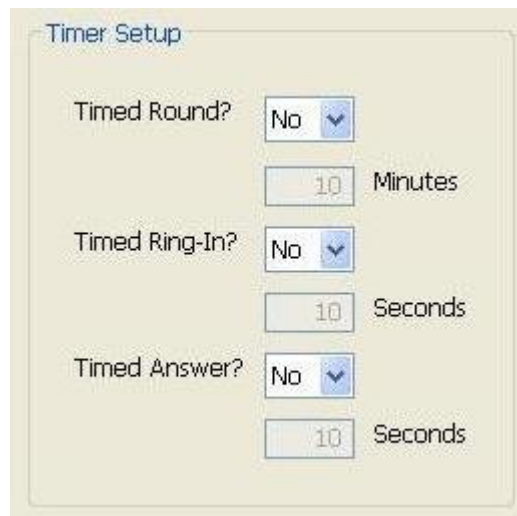 Timer Setup
Timed Round? No
10 Minutes
Timed Ring-In? No
10 Seconds
Timed Answer? No
10 Seconds